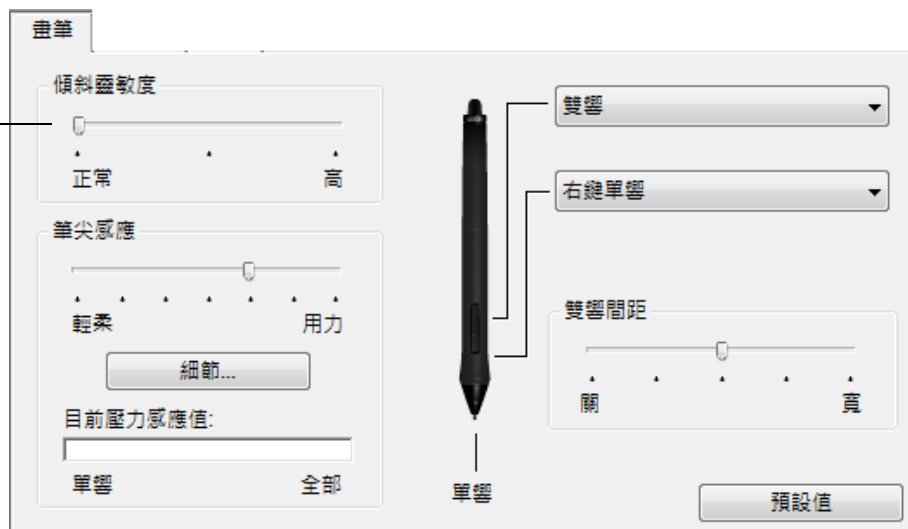 畫筆
傾斜靈敏度
正常
高
筆尖感應
輕柔
用力
細節...
目前壓力感應值:
單響
全部
雙響
右鍵單響
單響
雙響間距
關
寬
預設值